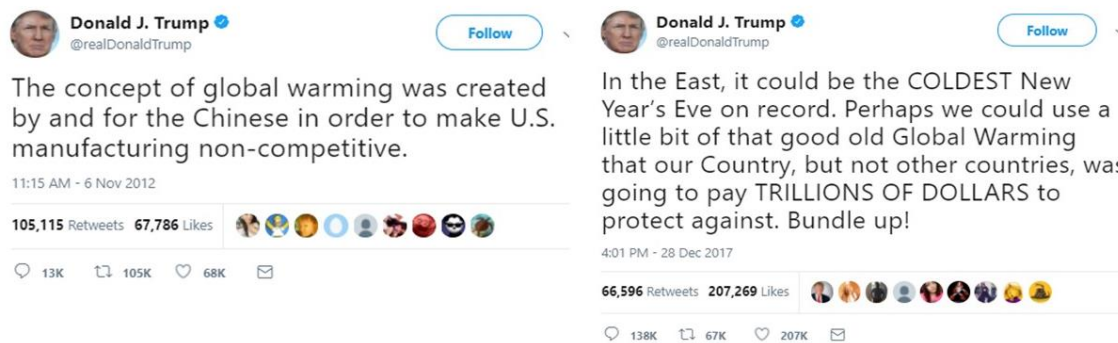 Donald J. Trump
@realDonaldTrump
Follow
The concept of global warming was created
by and for the Chinese in order to make U.S.
manufacturing non-competitive.
11:15 AM - 6 Nov 2012
105,115 Retweets 67,786 Likes
13K 105K 68K
Donald J. Trump
@realDonaldTrump
Follow
In the East, it could be the COLDEST New
Year's Eve on record. Perhaps we could use a
little bit of that good old Global Warming
that our Country, but not other countries, was
going to pay TRILLIONS OF DOLLARS to
protect against. Bundle up!
4:01 PM - 28 Dec 2017
66,596 Retweets 207,269 Likes
138K 67K 207K